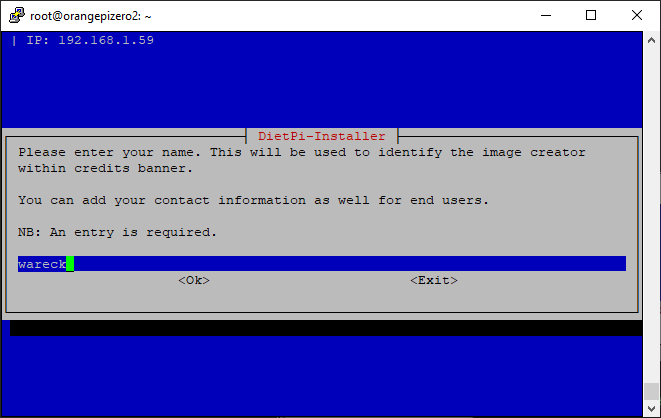 root@orangepizero2: ~
| IP: 192.168.1.59
DietPi-Installer
Please enter your name. This will be used to identify the image creator
within credits banner.
You can add your contact information as well for end users.
NB: An entry is required.
wareck
<Ok> <Exit>